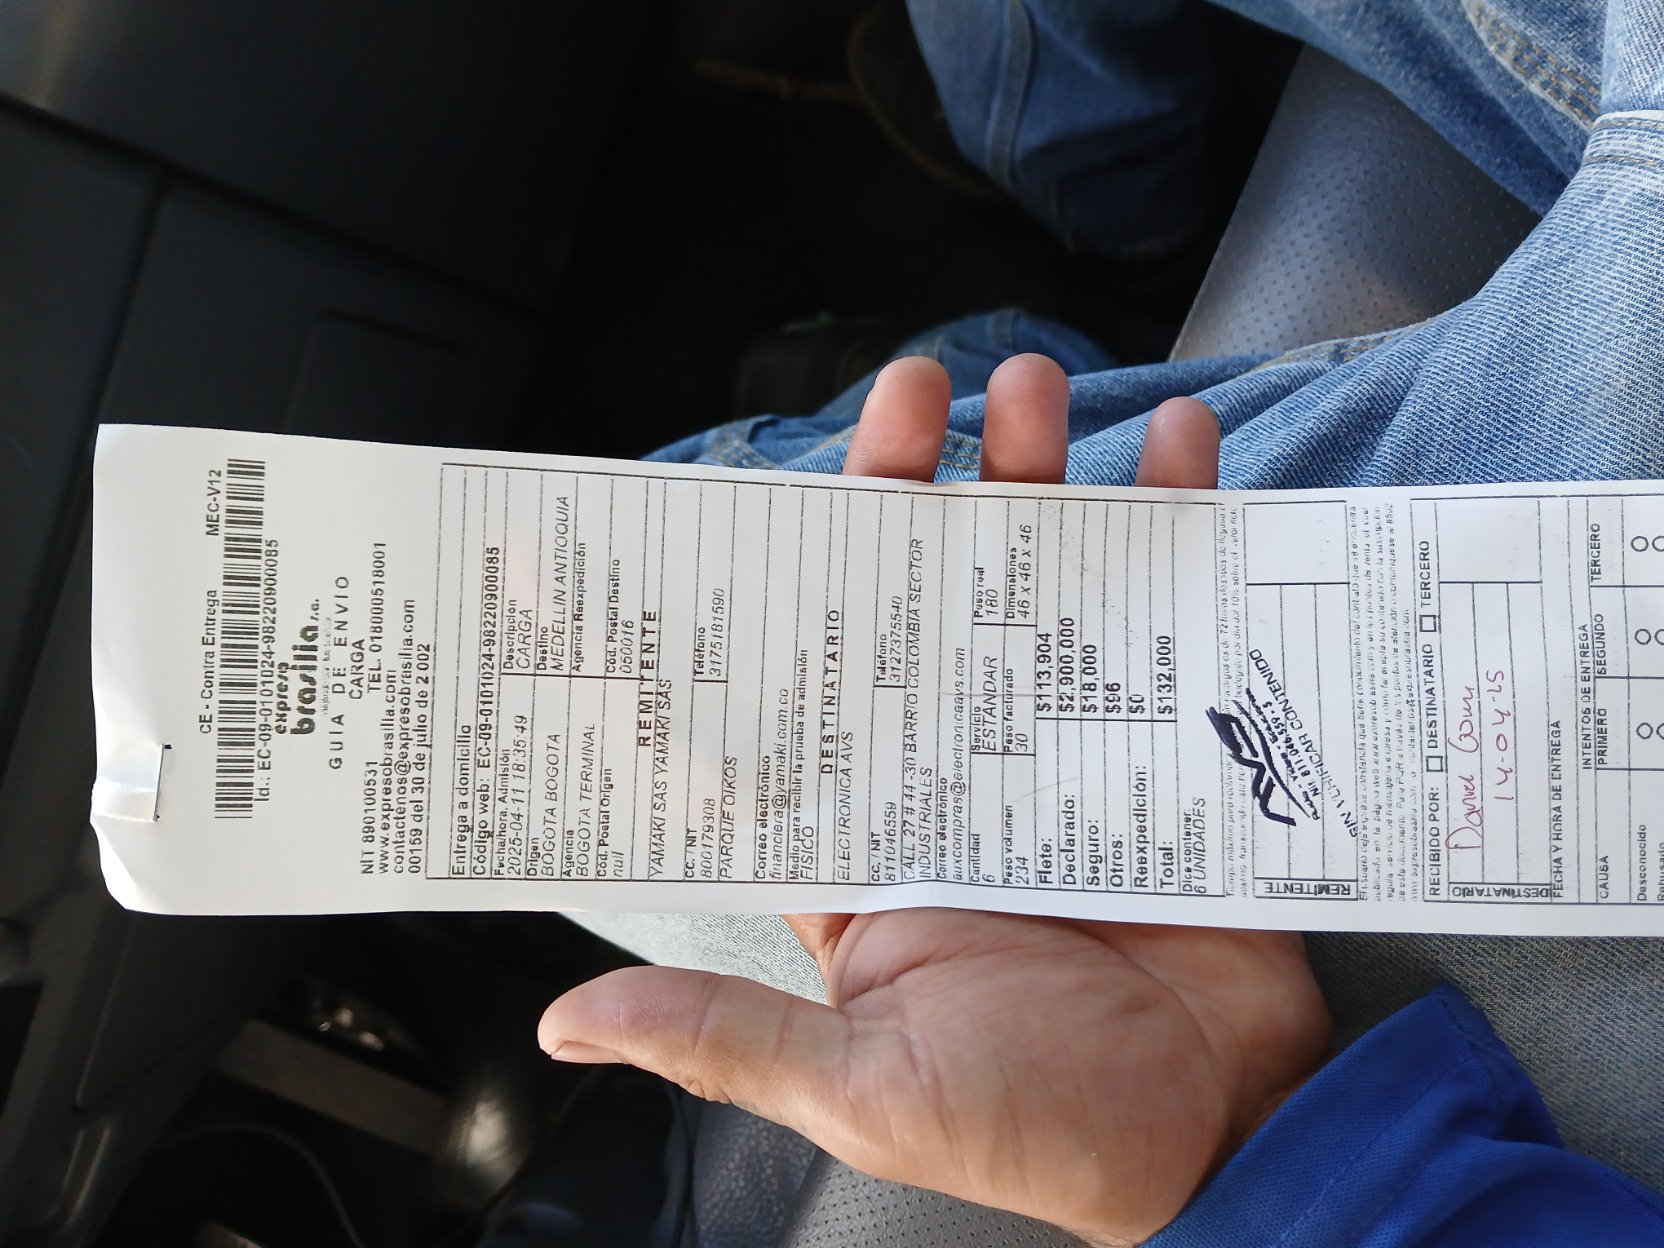 CE - Contra Entrega MEC-V12
Id.: EC-09-0101024-98220900085
expreso
brasilia s.a.
GUIA DE ENVIO
CARGA
NIT 890100531 TEL. 018000518001
www.expresobrasilia.com
contactenos@expresobrasilia.com
00159 del 30 de julio de 2002
Entrega a domicilio
Código web: EC-09-0101024-98220900085
Fecha/hora Admisión Descripción
2025-04-11 18:35:49 CARGA
Origen Destino
BOGOTA BOGOTA MEDELLIN ANTIOQUIA
Agencia Agencia Reexpedición
BOGOTA TERMINAL
Cód. Postal Origen Cód. Postal Destino
null 050016
REMITENTE
YAMAKI SAS YAMAKI SAS
CC. / NIT Teléfono
800179308 3175181590
PARQUE OIKOS
Correo electrónico
financiera@yamaki.com.co
Medio para recibir la prueba de admisión
FISICO
DESTINATARIO
ELECTRONICA AVS
CC. / NIT Teléfono
811046559 3127375540
CALL 27 # 44 -30 BARRIO COLOMBIA SECTOR
INDUSTRIALES
Correo electrónico
auxcompras@electronicaavs.com
Cantidad Servicio Peso real
6 ESTANDAR 180
Peso volumen Peso facturado Dimensiones
234 30 46 x 46 x 46
Flete: $113,904
Declarado: $2,900,000
Seguro: $18,000
Otros: $96
Reexpedición: $0
Total: $132,000
Dice contener:
6 UNIDADES
NIT 811.046.559-5
SIN VERIFICAR CONTENIDO
REMITENTE
RECIBIDO POR: DESTINATARIO TERCERO
Daniel Gom
14-04-25
DESTINATARIO
FECHA Y HORA DE ENTREGA
INTENTOS DE ENTREGA
CAUSA PRIMERO SEGUNDO TERCERO
Desconocido